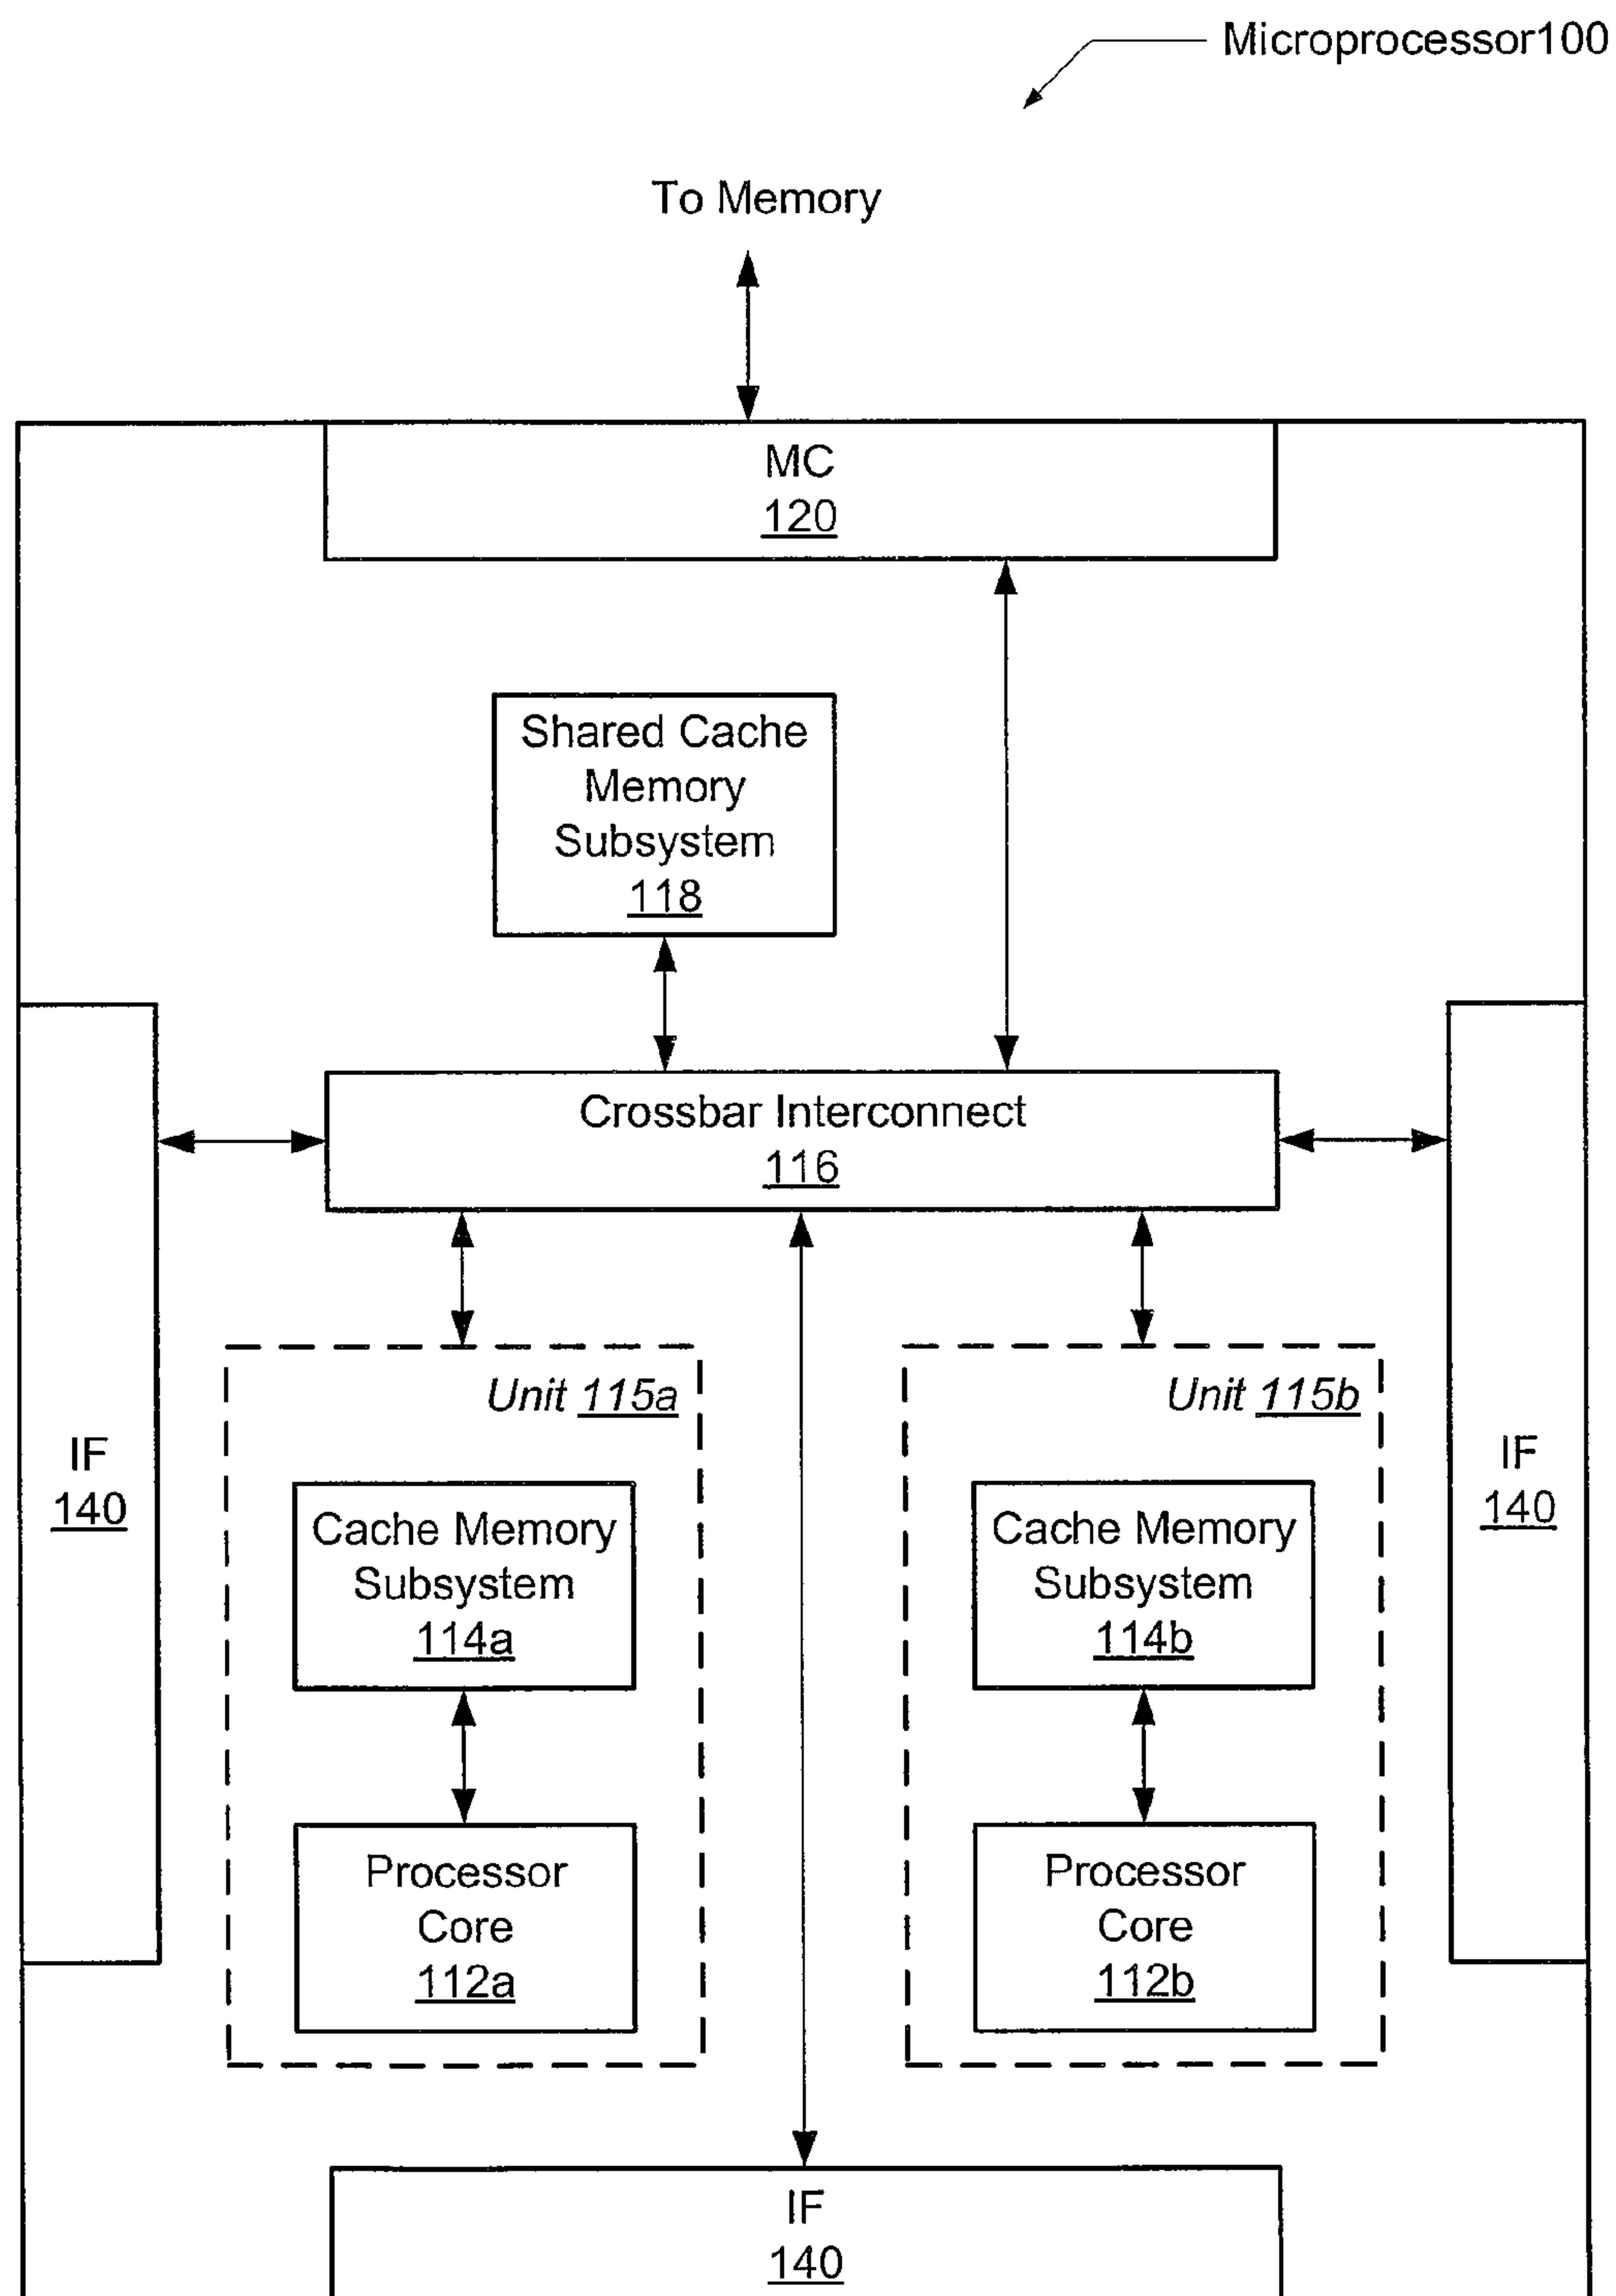 Microprocessor100
To Memory
MC
120
Shared Cache
Memory
Subsystem
118
Crossbar Interconnect
116
IF
140
Unit 115a
Cache Memory
Subsystem
114a
Processor
Core
112a
Unit 115b
Cache Memory
Subsystem
114b
Processor
Core
112b
IF
140
IF
140